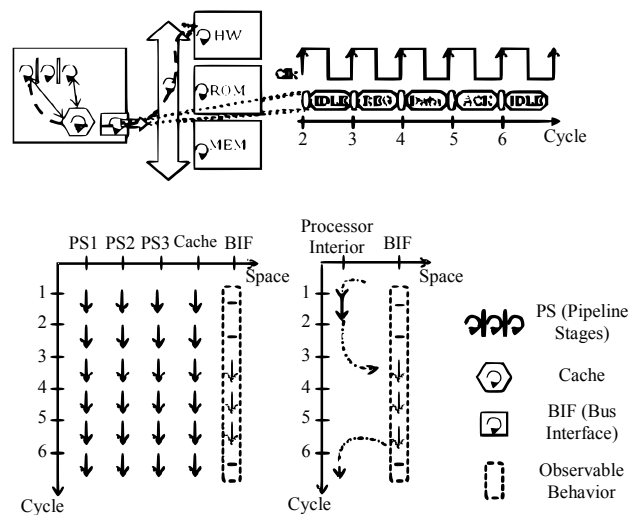 HW
ROM
MEM
Clk
IDLE REQ Data ACK IDLE
2 3 4 5 6 Cycle
PS1 PS2 PS3 Cache BIF
Space
1
2
3
4
5
6
Cycle
Processor
Interior
BIF
Space
1
2
3
4
5
6
Cycle
PS (Pipeline
Stages)
Cache
BIF (Bus
Interface)
Observable
Behavior